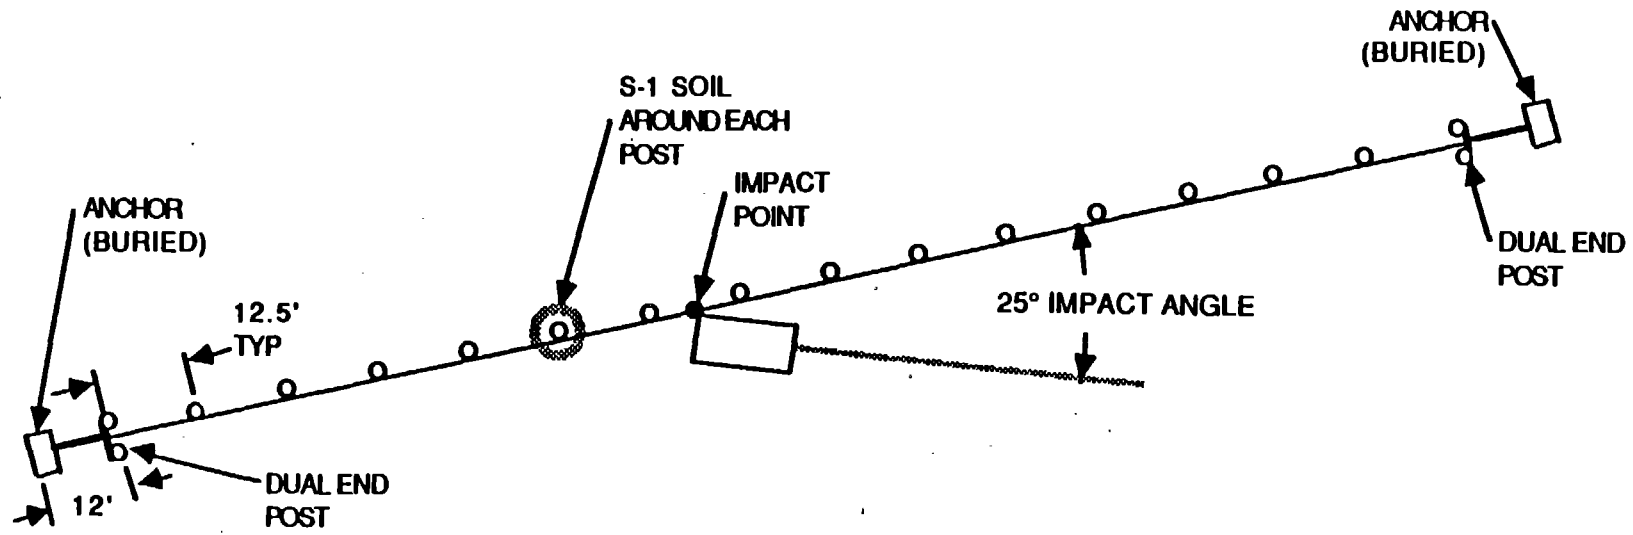 ANCHOR
(BURIED)
S-1 SOIL
AROUND EACH
POST
IMPACT
POINT
ANCHOR
(BURIED)
DUAL END
POST
12.5'
TYP
25° IMPACT ANGLE
12'
DUAL END
POST